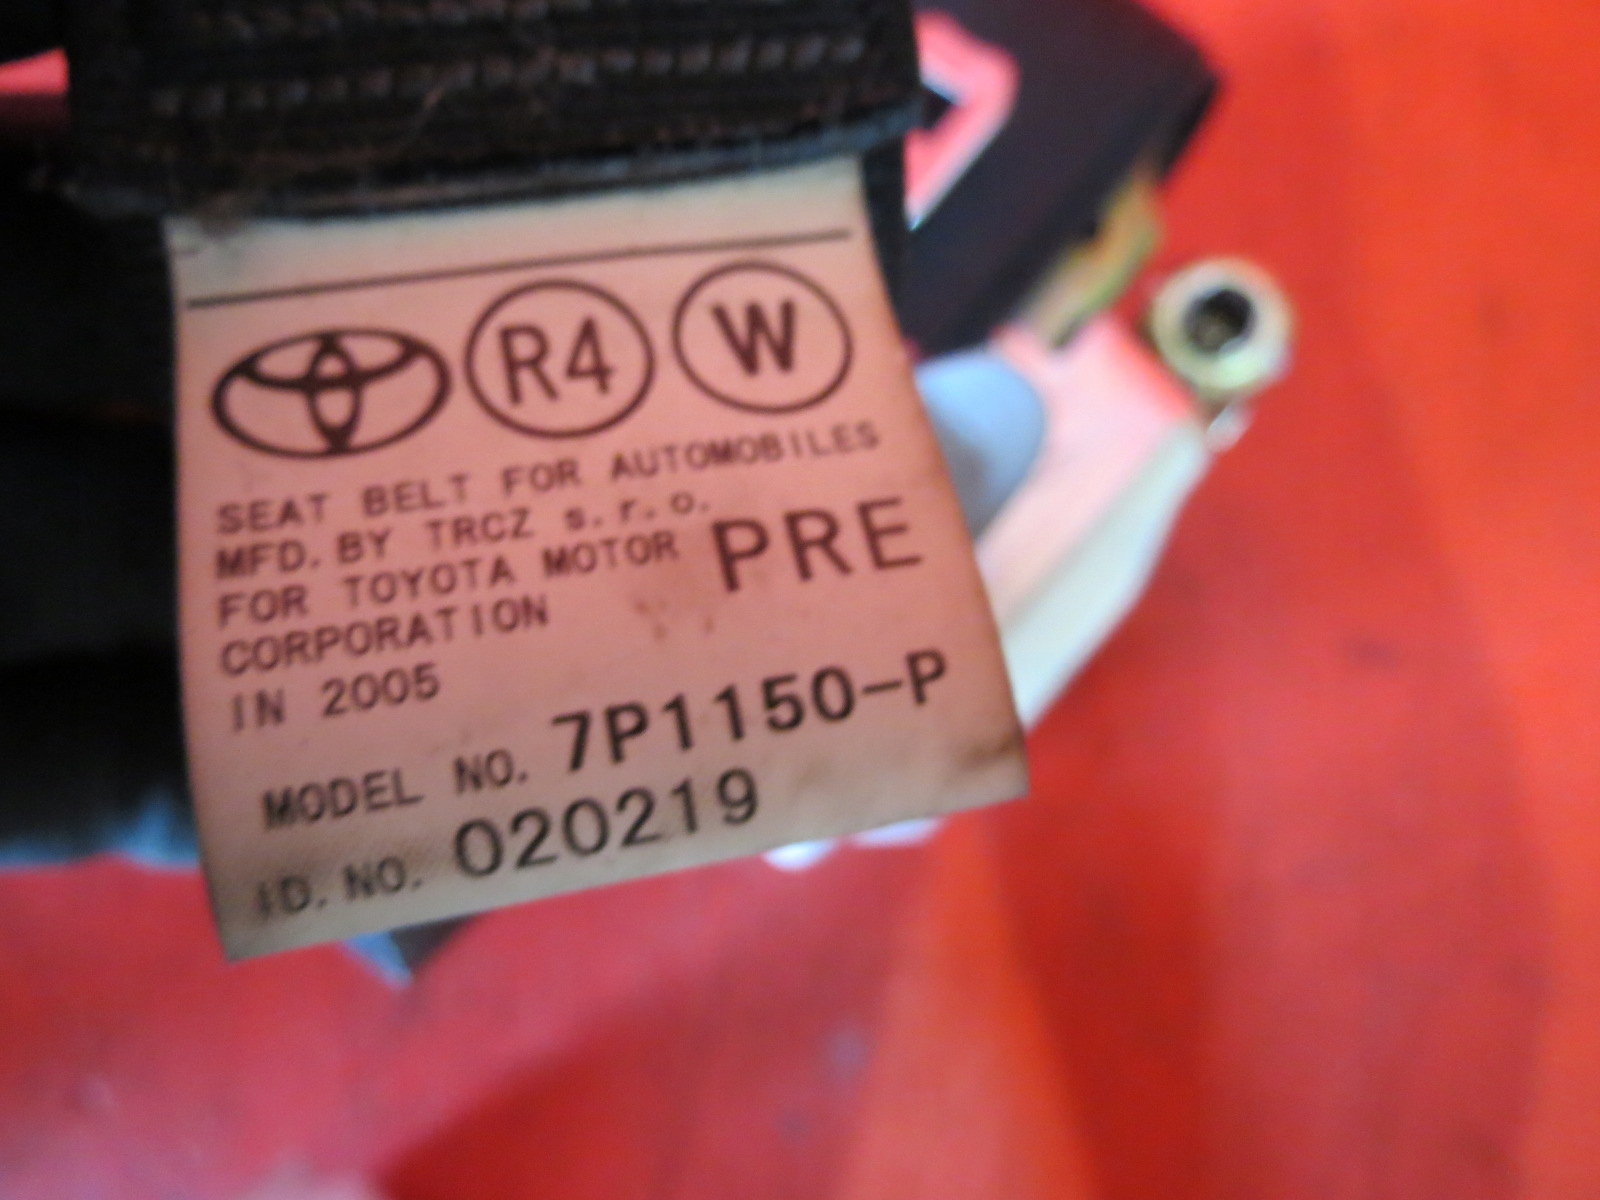 R4 W
SEAT BELT FOR AUTOMOBILES
MFD. BY TRCZ s.r.o.
FOR TOYOTA MOTOR PRE
CORPORATION
IN 2005
MODEL NO. 7P1150-P
ID. NO. 020219